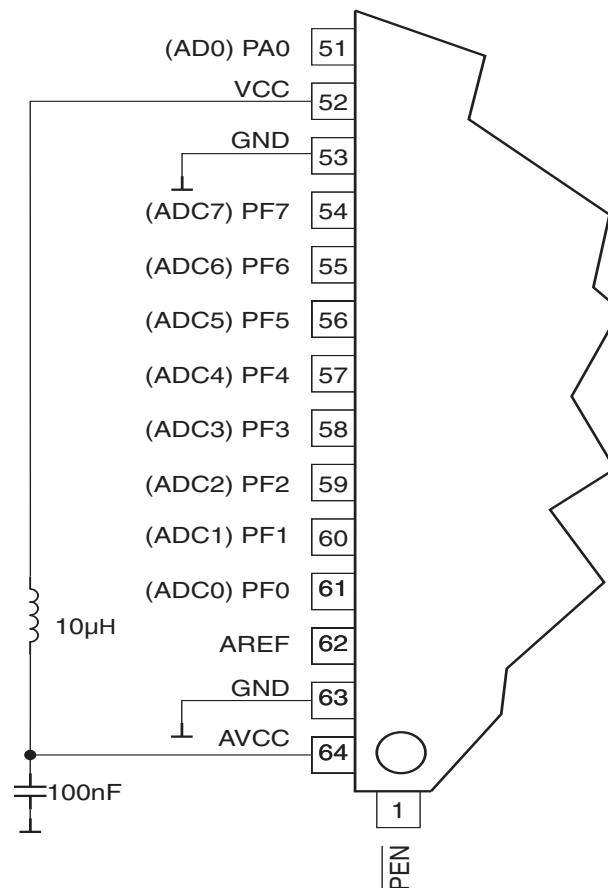 (AD0) PA0 51
VCC 52
GND 53
(ADC7) PF7 54
(ADC6) PF6 55
(ADC5) PF5 56
(ADC4) PF4 57
(ADC3) PF3 58
(ADC2) PF2 59
(ADC1) PF1 60
(ADC0) PF0 61
10µH
AREF 62
GND 63
AVCC 64
100nF
1
PEN